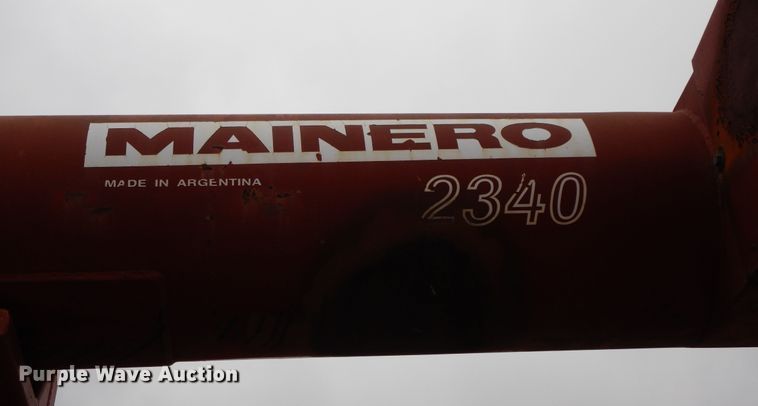 MAINERO
MADE IN ARGENTINA
2340
Purple Wave Auction